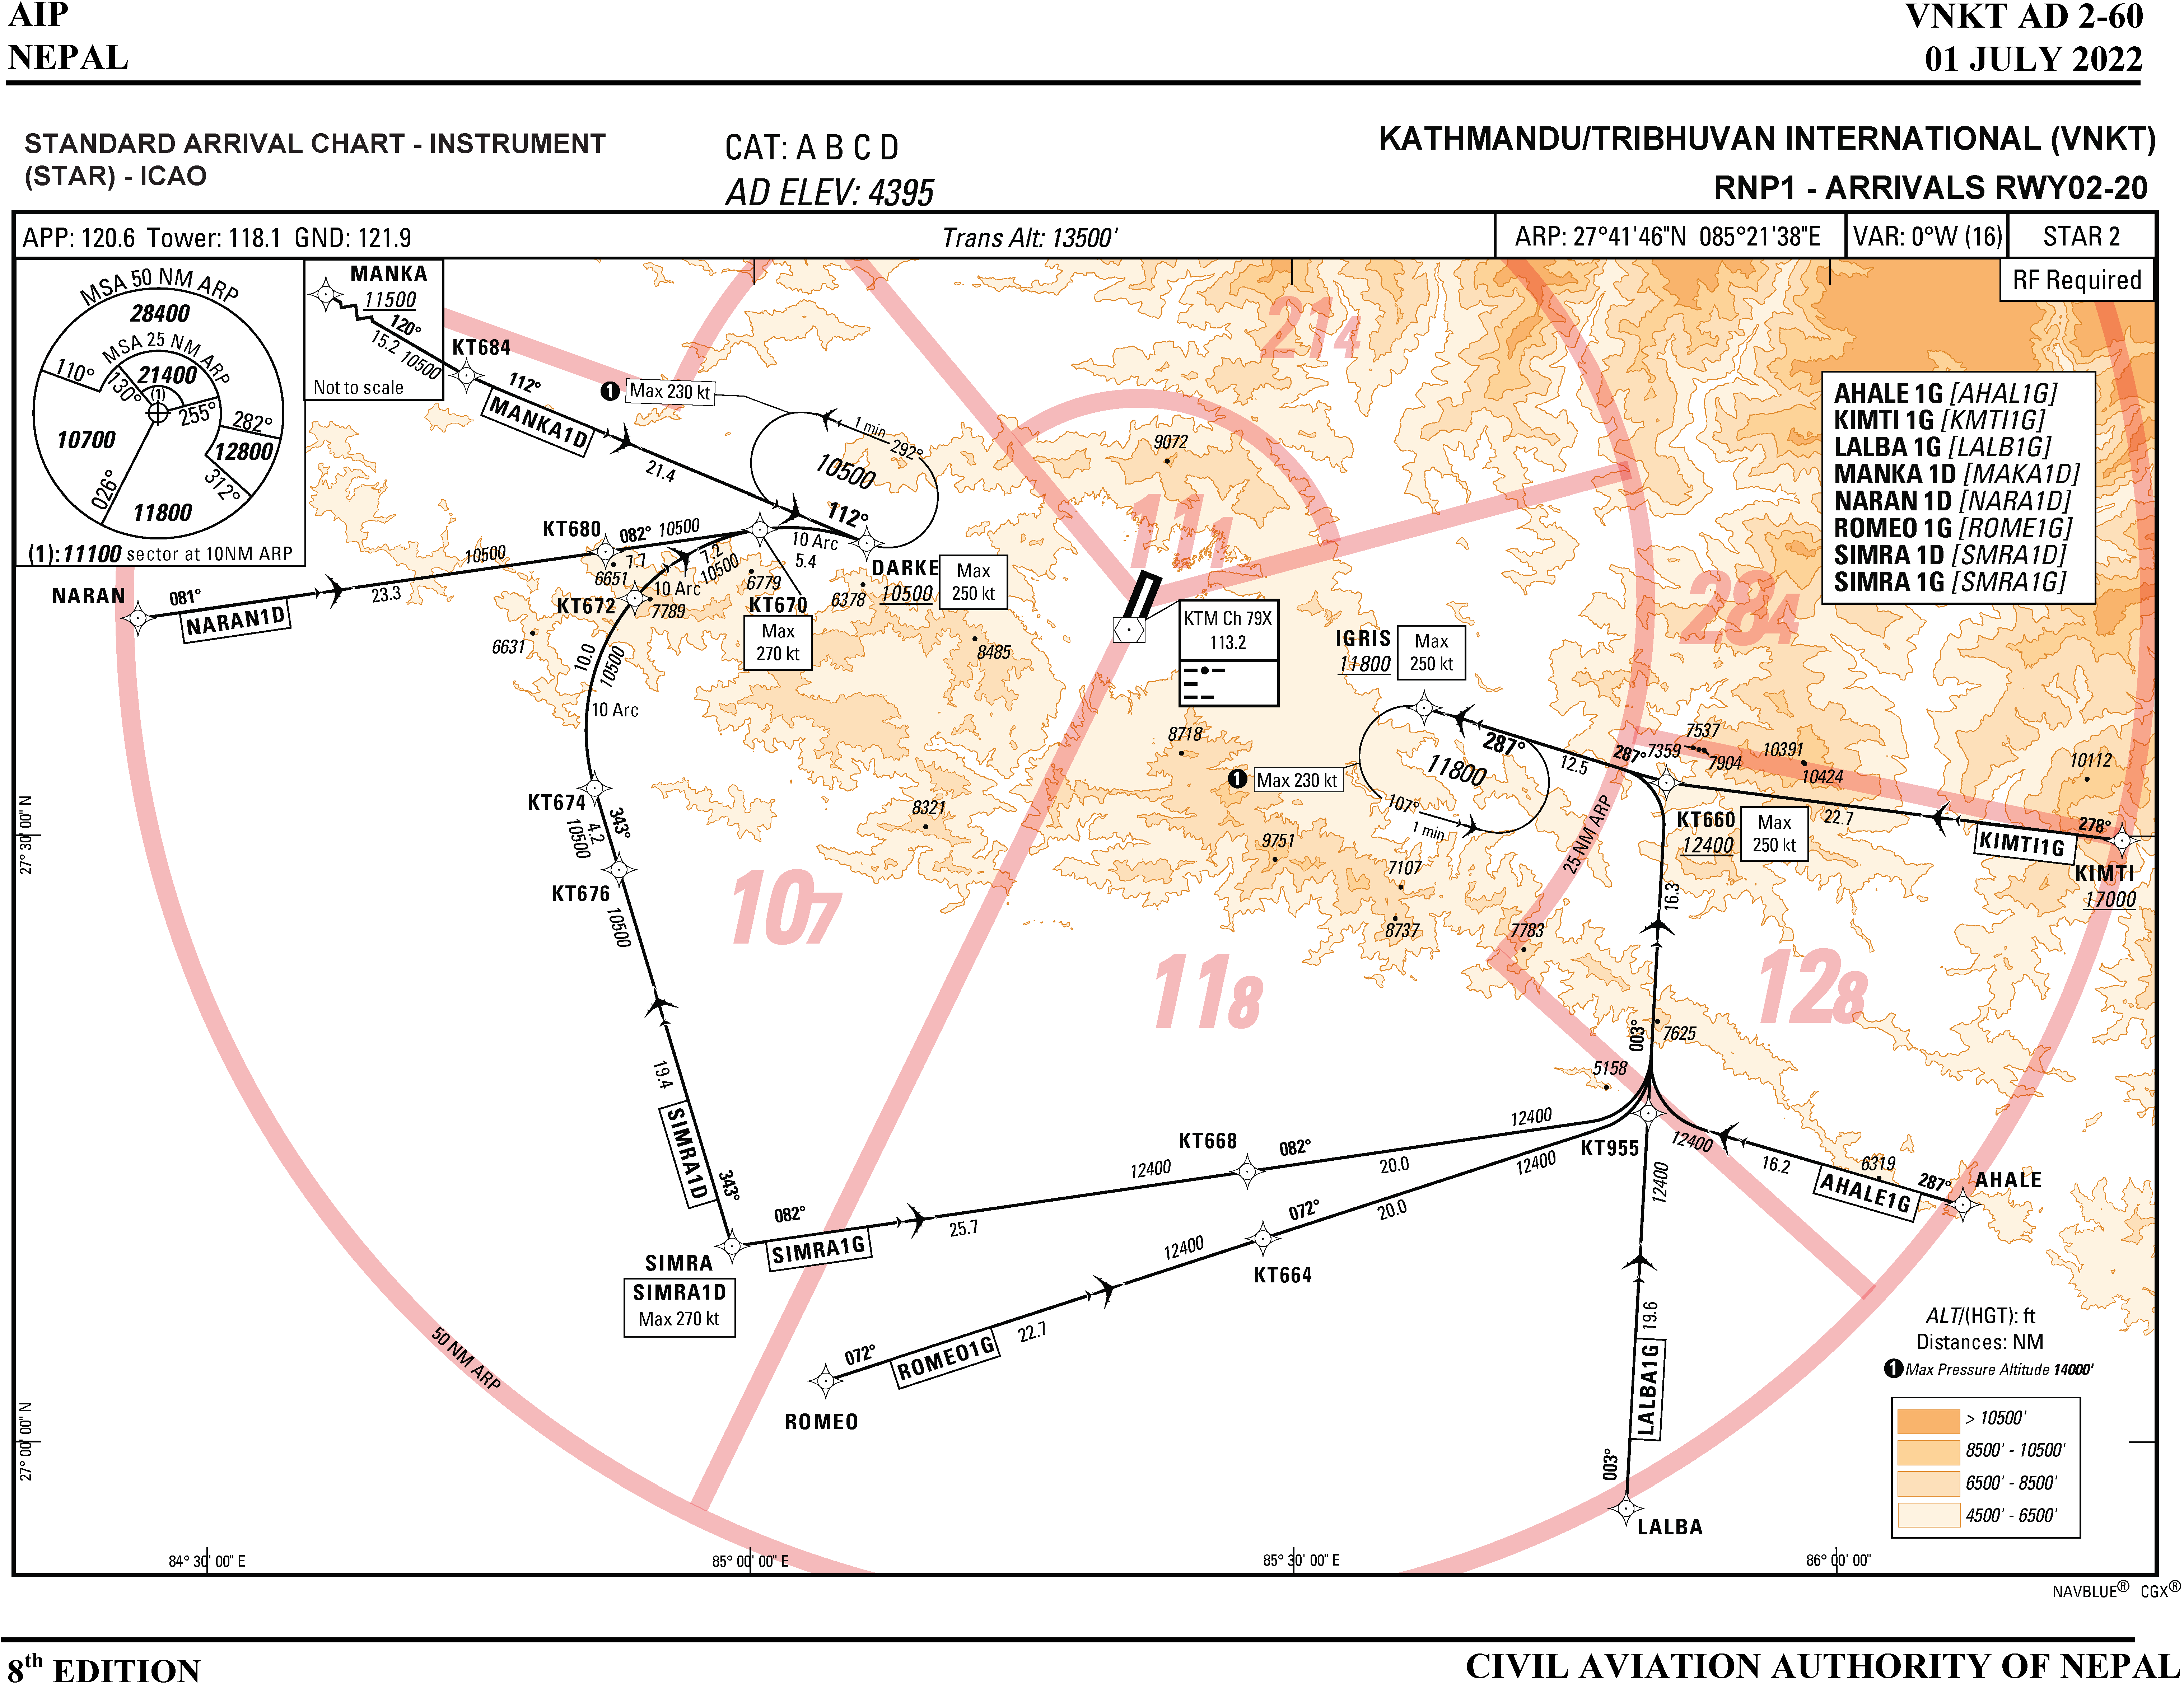 AIP
NEPAL
VNKT AD 2-60
01 JULY 2022
STANDARD ARRIVAL CHART - INSTRUMENT
(STAR) - ICAO
CAT: A B C D
AD ELEV: 4395
KATHMANDU/TRIBHUVAN INTERNATIONAL (VNKT)
RNP1 - ARRIVALS RWY02-20
APP: 120.6 Tower: 118.1 GND: 121.9
Trans Alt: 13500'
ARP: 27°41'46"N 085°21'38"E
VAR: 0°W (16)
STAR 2
RF Required
MSA 50 NM ARP
28400
MSA 25 NM ARP
21400
(1)
110°
130°
255°
282°
10700
12800
026°
312°
11800
(1): 11100 sector at 10NM ARP
MANKA
11500
120°
15.2 10500
Not to scale
KT684
112°
MANKA1D
21.4
1 Max 230 kt
1 min
292°
10500
112°
214
9072
111
AHALE 1G [AHAL1G]
KIMTI 1G [KMTI1G]
LALBA 1G [LALB1G]
MANKA 1D [MAKA1D]
NARAN 1D [NARA1D]
ROMEO 1G [ROME1G]
SIMRA 1D [SMRA1D]
SIMRA 1G [SMRA1G]
KT680
082°
10500
10500
7.7
7.2
10500
10 Arc
5.4
DARKE
10500
Max
250 kt
NARAN
081°
NARAN1D
23.3
6651
10 Arc
KT672
7789
6779
KT670
Max
270 kt
6378
6631
8485
10.0
10500
10 Arc
KTM Ch 79X
113.2
284
IGRIS
11800
Max
250 kt
8718
1 Max 230 kt
287°
11800
107°
1 min
12.5
287°
7359
7537
7904
10391
10424
10112
25 NM ARP
KT660
12400
Max
250 kt
22.7
278°
KIMTI1G
KIMTI
17000
KT674
343°
4.2
10500
KT676
10500
8321
9751
7107
8737
7783
16.3
27° 30' 00" N
107
118
128
003°
7625
5158
19.4
SIMRA1D
343°
KT668
082°
12400
12400
20.0
25.7
KT955
12400
12400
16.2
6319
287°
AHALE1G
AHALE
082°
SIMRA1G
SIMRA
SIMRA1D
Max 270 kt
12400
12400
072°
20.0
KT664
22.7
ROMEO1G
072°
ROMEO
19.6
LALBA1G
003°
LALBA
50 NM ARP
ALT/(HGT): ft
Distances: NM
1 Max Pressure Altitude 14000'
> 10500'
8500' - 10500'
6500' - 8500'
4500' - 6500'
27° 00' 00" N
84° 30' 00" E
85° 00' 00" E
85° 30' 00" E
86° 00' 00"
NAVBLUE® CGX®
8th EDITION
CIVIL AVIATION AUTHORITY OF NEPAL